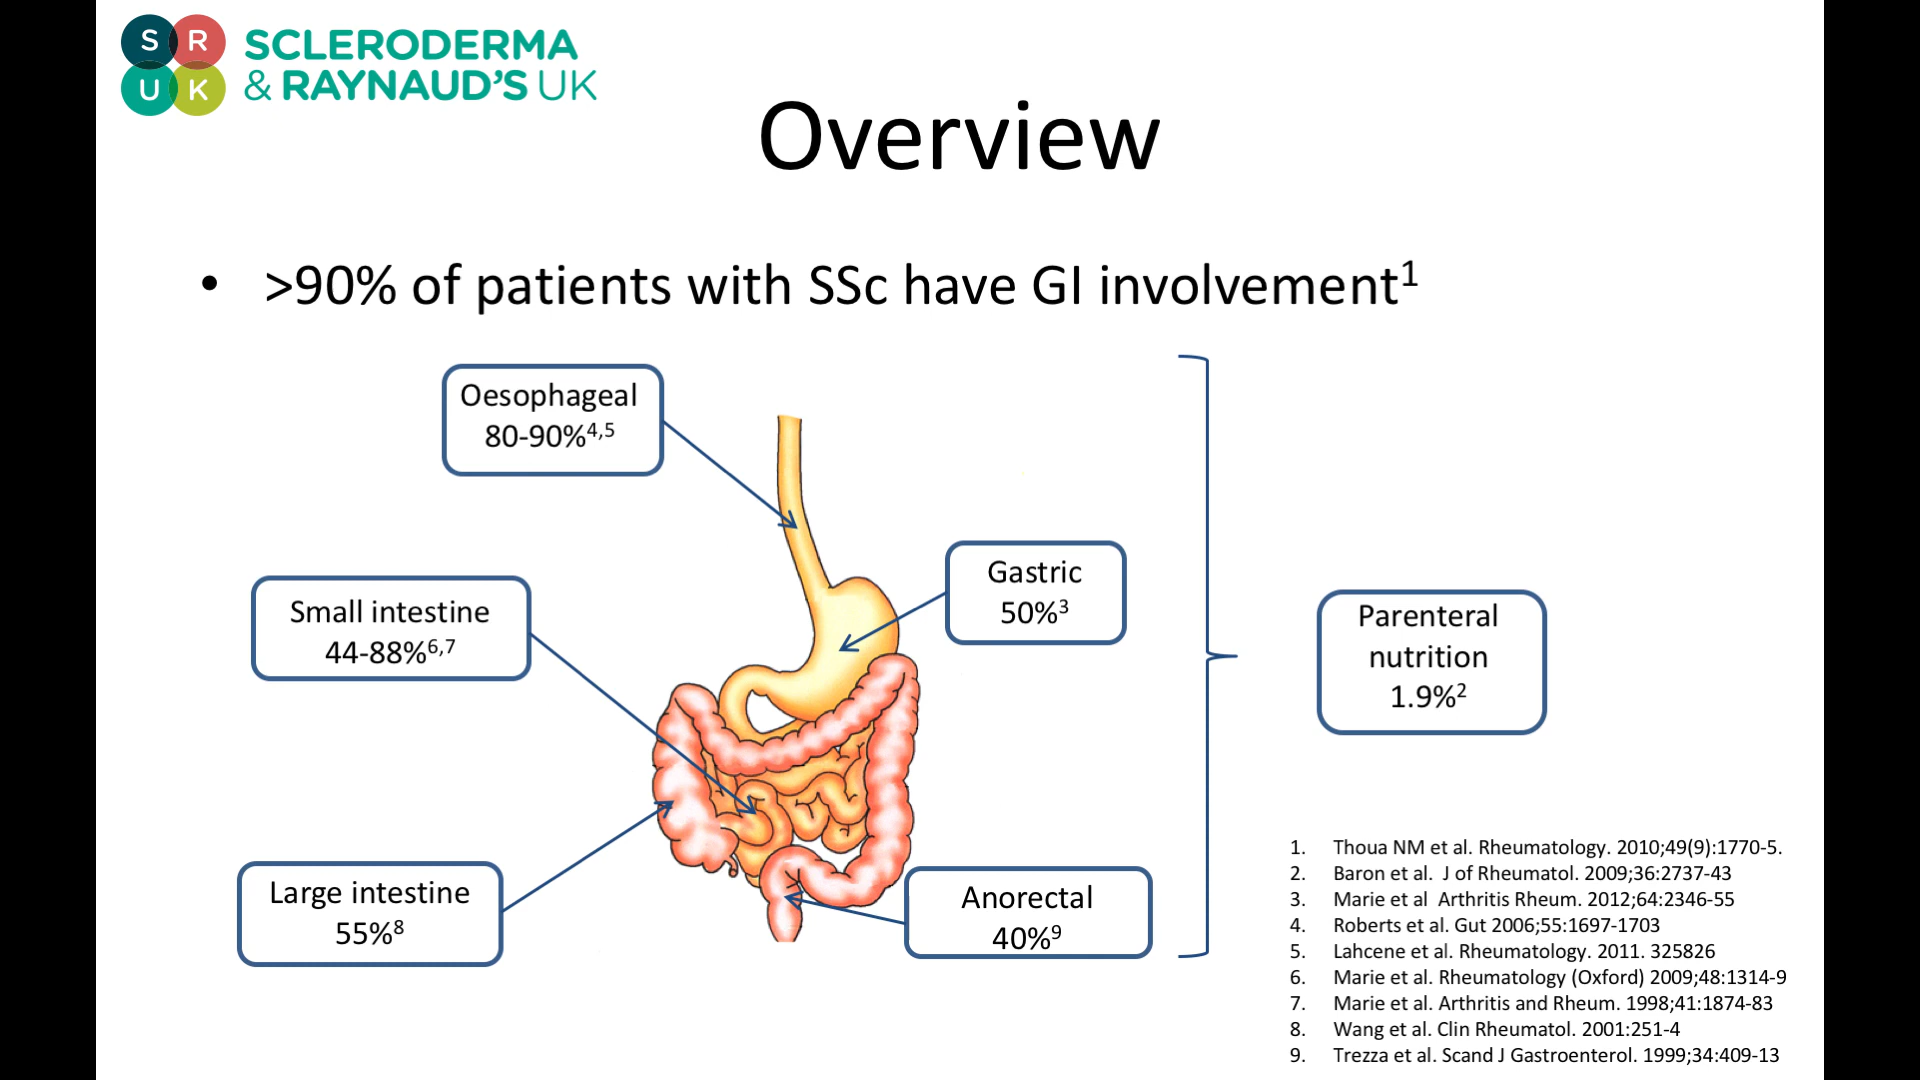 S R
U K
SCLERODERMA
& RAYNAUD'S UK
Overview
• >90% of patients with SSc have GI involvement¹
Oesophageal
80-90%⁴,⁵
Gastric
50%³
Small intestine
44-88%⁶,⁷
Parenteral
nutrition
1.9%²
Large intestine
55%⁸
Anorectal
40%⁹
1. Thoua NM et al. Rheumatology. 2010;49(9):1770-5.
2. Baron et al. J of Rheumatol. 2009;36:2737-43
3. Marie et al Arthritis Rheum. 2012;64:2346-55
4. Roberts et al. Gut 2006;55:1697-1703
5. Lahcene et al. Rheumatology. 2011. 325826
6. Marie et al. Rheumatology (Oxford) 2009;48:1314-9
7. Marie et al. Arthritis and Rheum. 1998;41:1874-83
8. Wang et al. Clin Rheumatol. 2001:251-4
9. Trezza et al. Scand J Gastroenterol. 1999;34:409-13